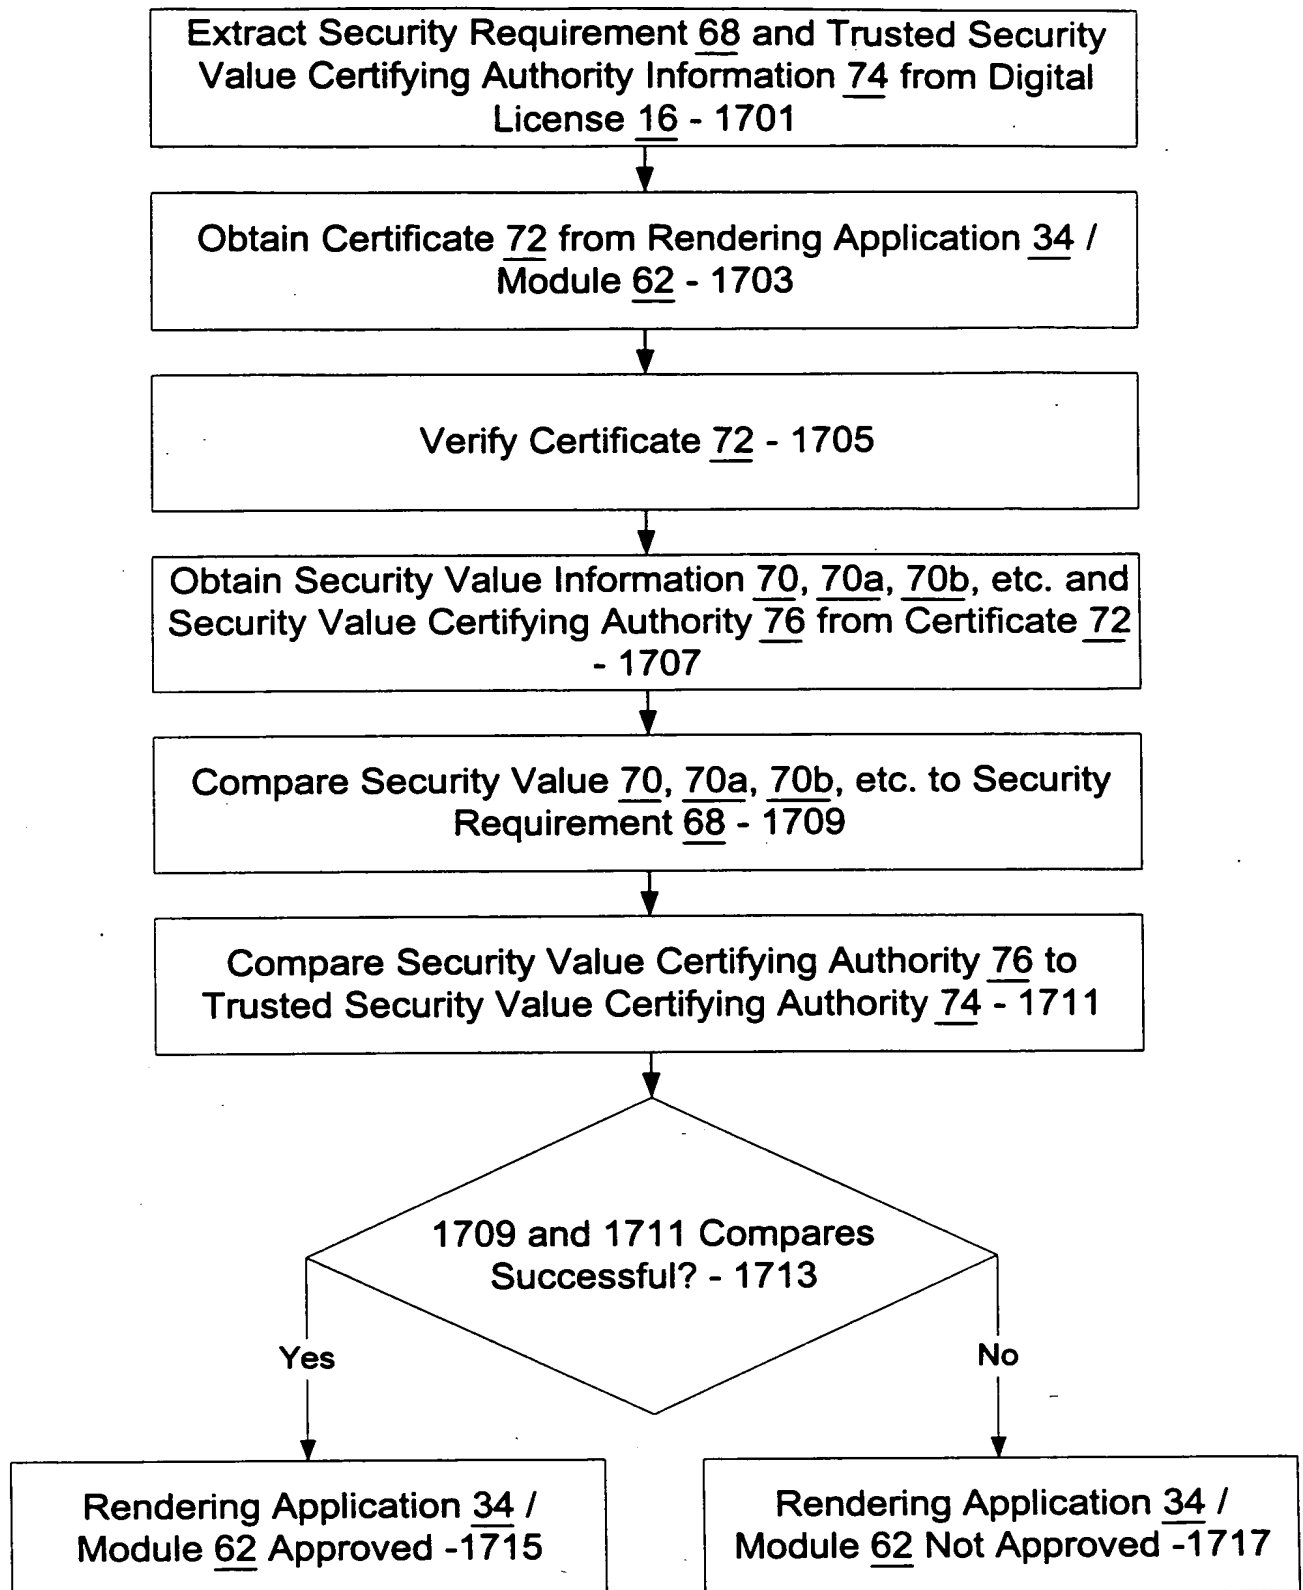 Extract Security Requirement 68 and Trusted Security
Value Certifying Authority Information 74 from Digital
License 16 - 1701
Obtain Certificate 72 from Rendering Application 34 /
Module 62 - 1703
Verify Certificate 72 - 1705
Obtain Security Value Information 70, 70a, 70b, etc. and
Security Value Certifying Authority 76 from Certificate 72
- 1707
Compare Security Value 70, 70a, 70b, etc. to Security
Requirement 68 - 1709
Compare Security Value Certifying Authority 76 to
Trusted Security Value Certifying Authority 74 - 1711
1709 and 1711 Compares
Successful? - 1713
Yes
No
Rendering Application 34 /
Module 62 Approved -1715
Rendering Application 34 /
Module 62 Not Approved -1717